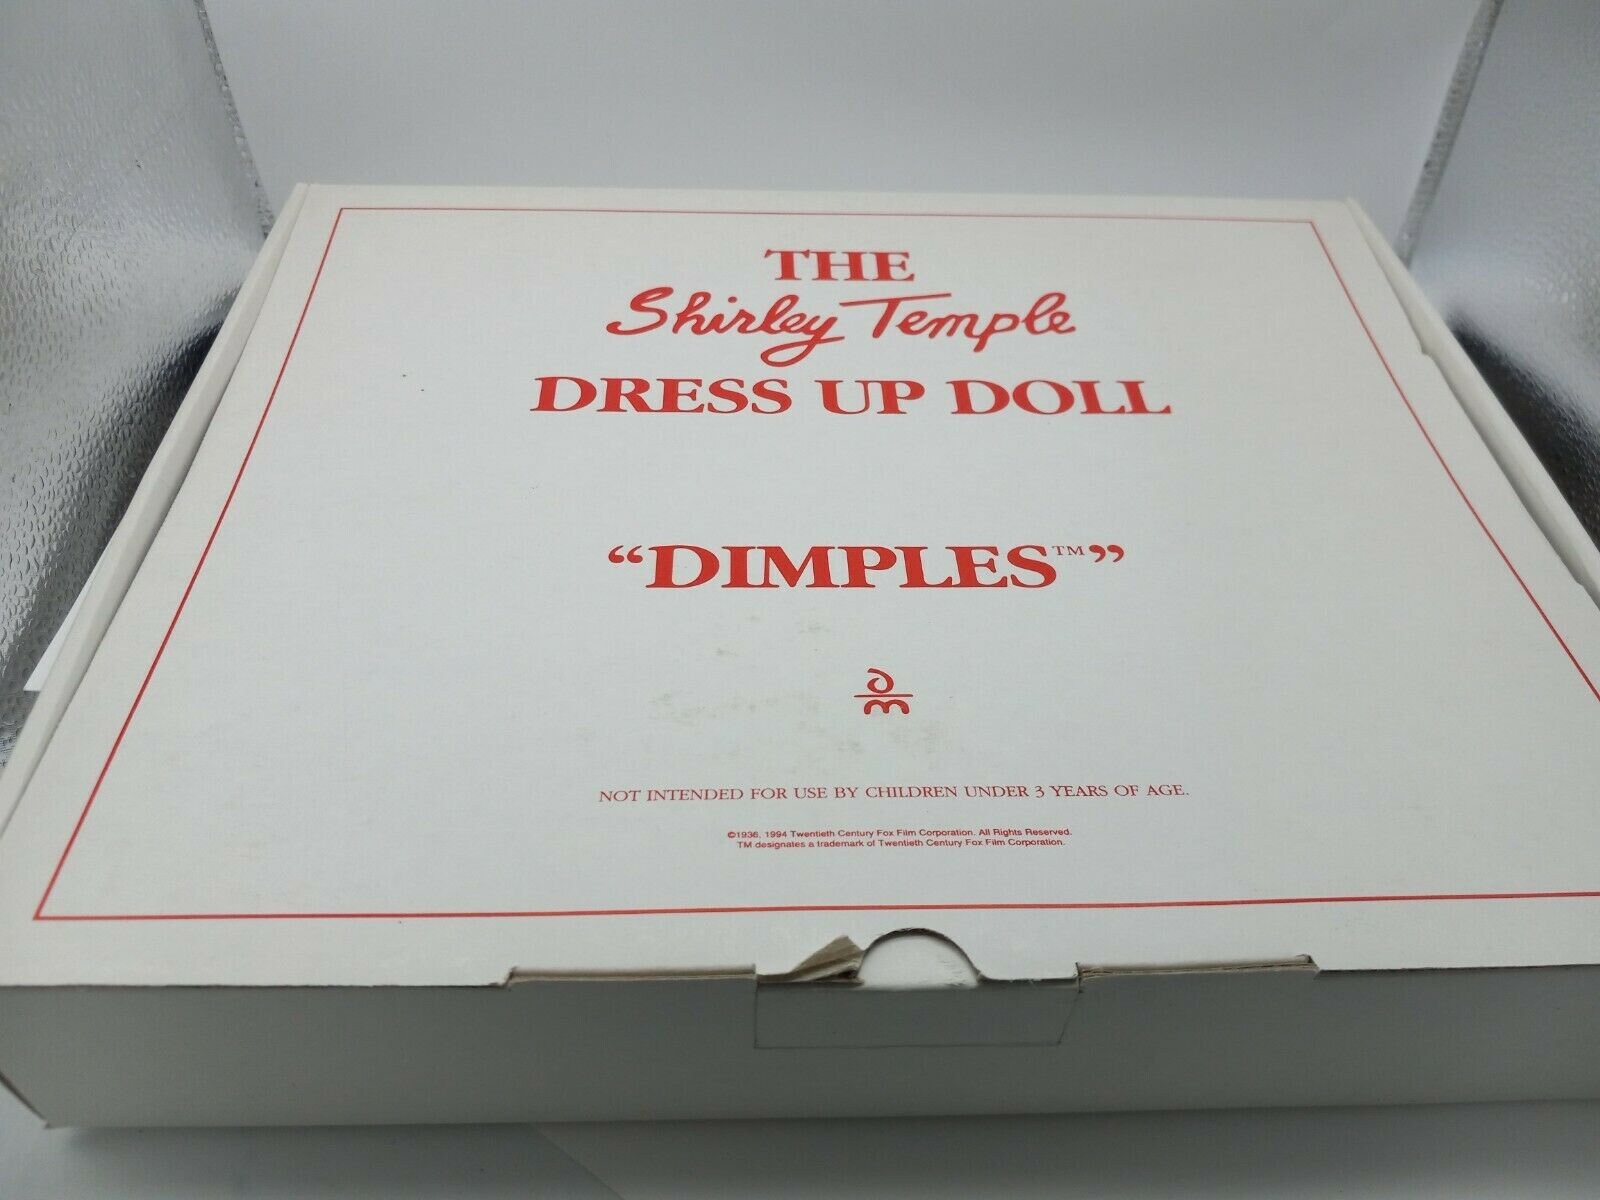 THE
Shirley Temple
DRESS UP DOLL
“DIMPLES™”
dm
NOT INTENDED FOR USE BY CHILDREN UNDER 3 YEARS OF AGE.
©1936, 1994 Twentieth Century Fox Film Corporation. All Rights Reserved.
TM designates a trademark of Twentieth Century Fox Film Corporation.